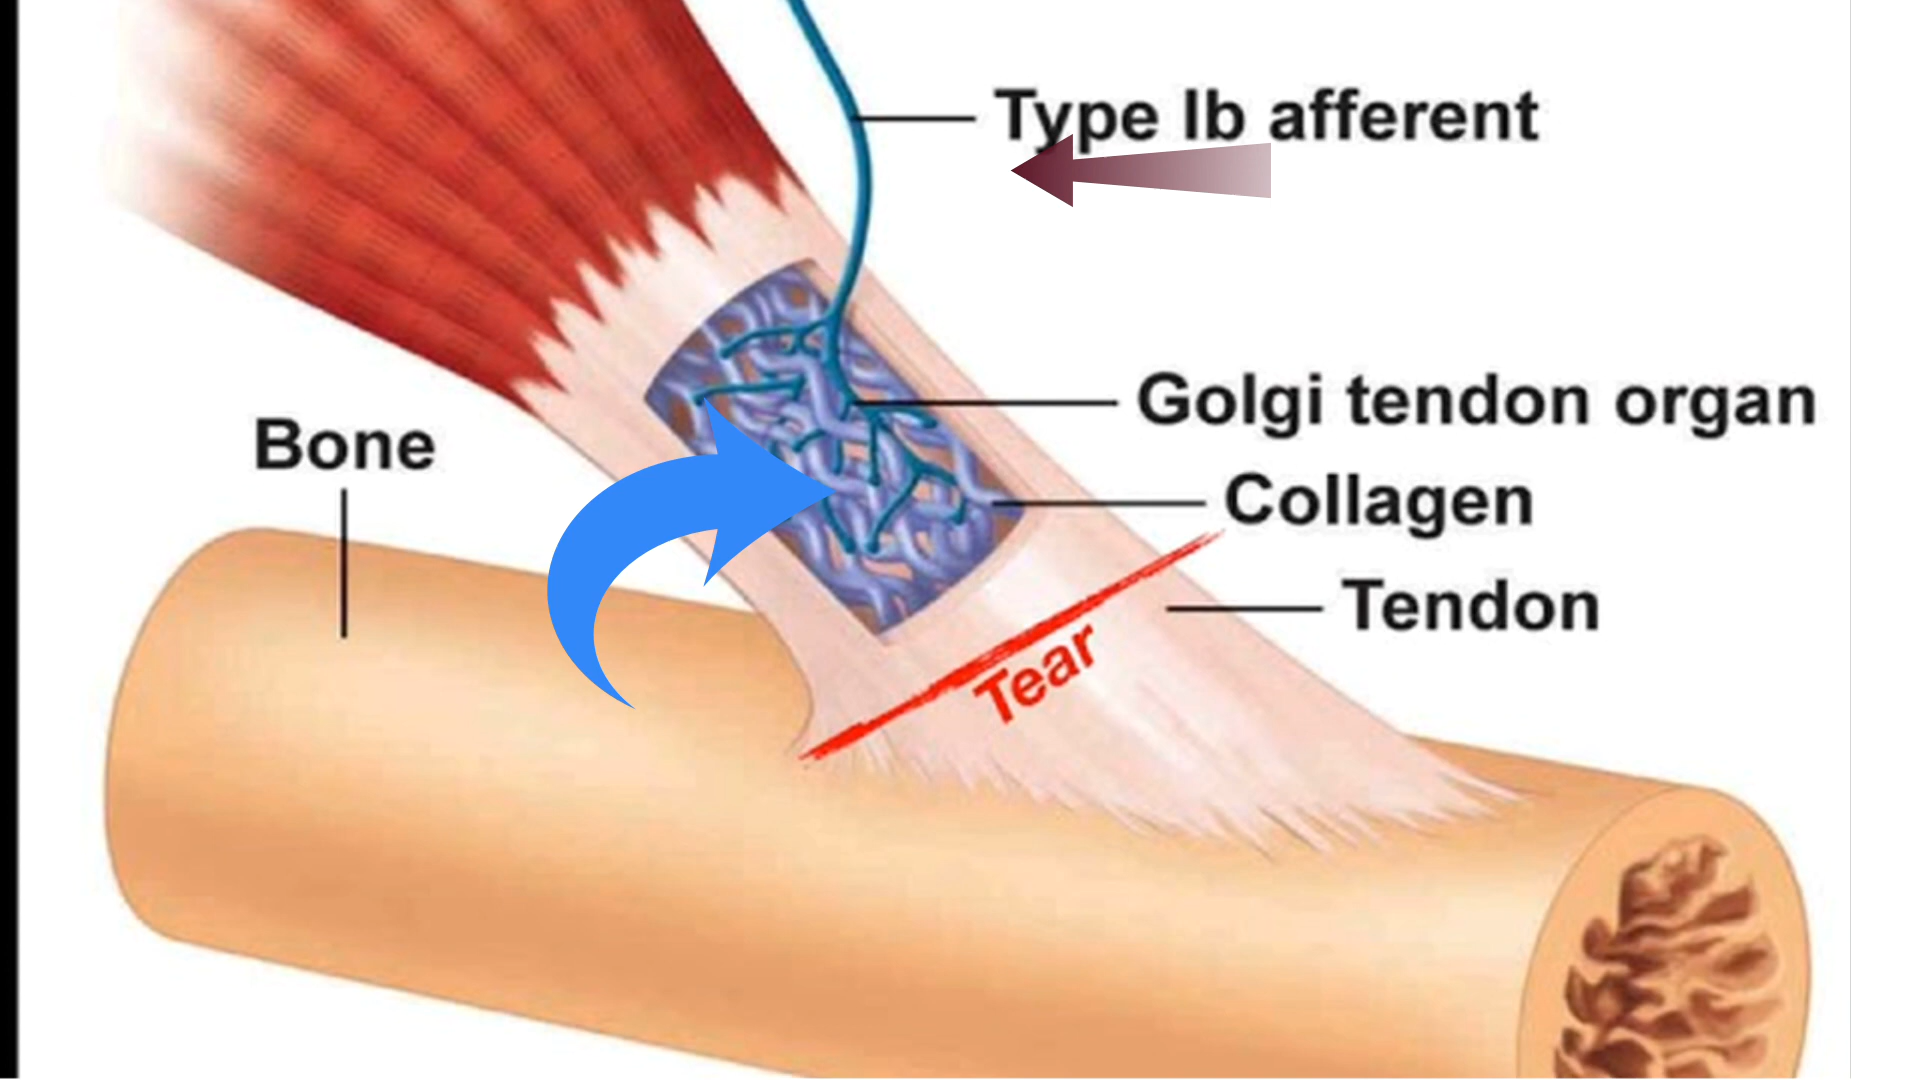 Type Ib afferent
Golgi tendon organ
Bone
Collagen
Tendon
Tear